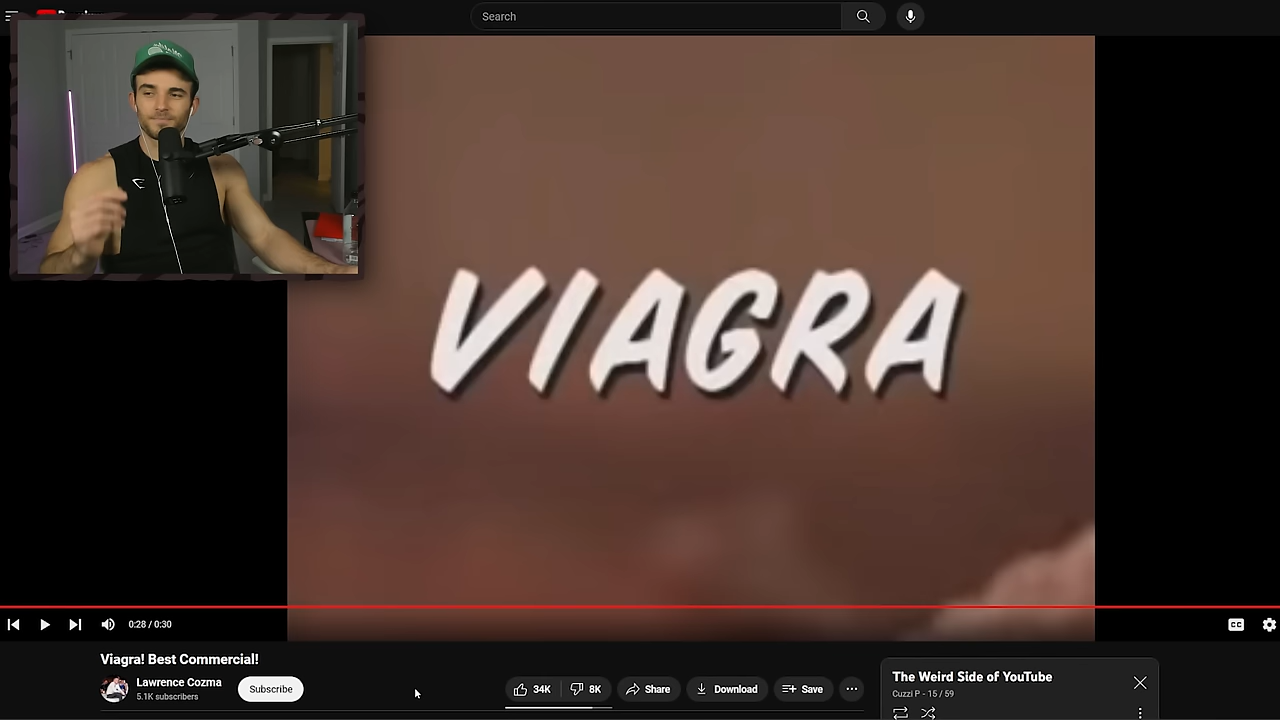 Search
VIAGRA
0:28 / 0:30
CC
Viagra! Best Commercial!
Lawrence Cozma
5.1K subscribers
Subscribe
34K
8K
Share
Download
Save
The Weird Side of YouTube
Cuzzi P - 15 / 59